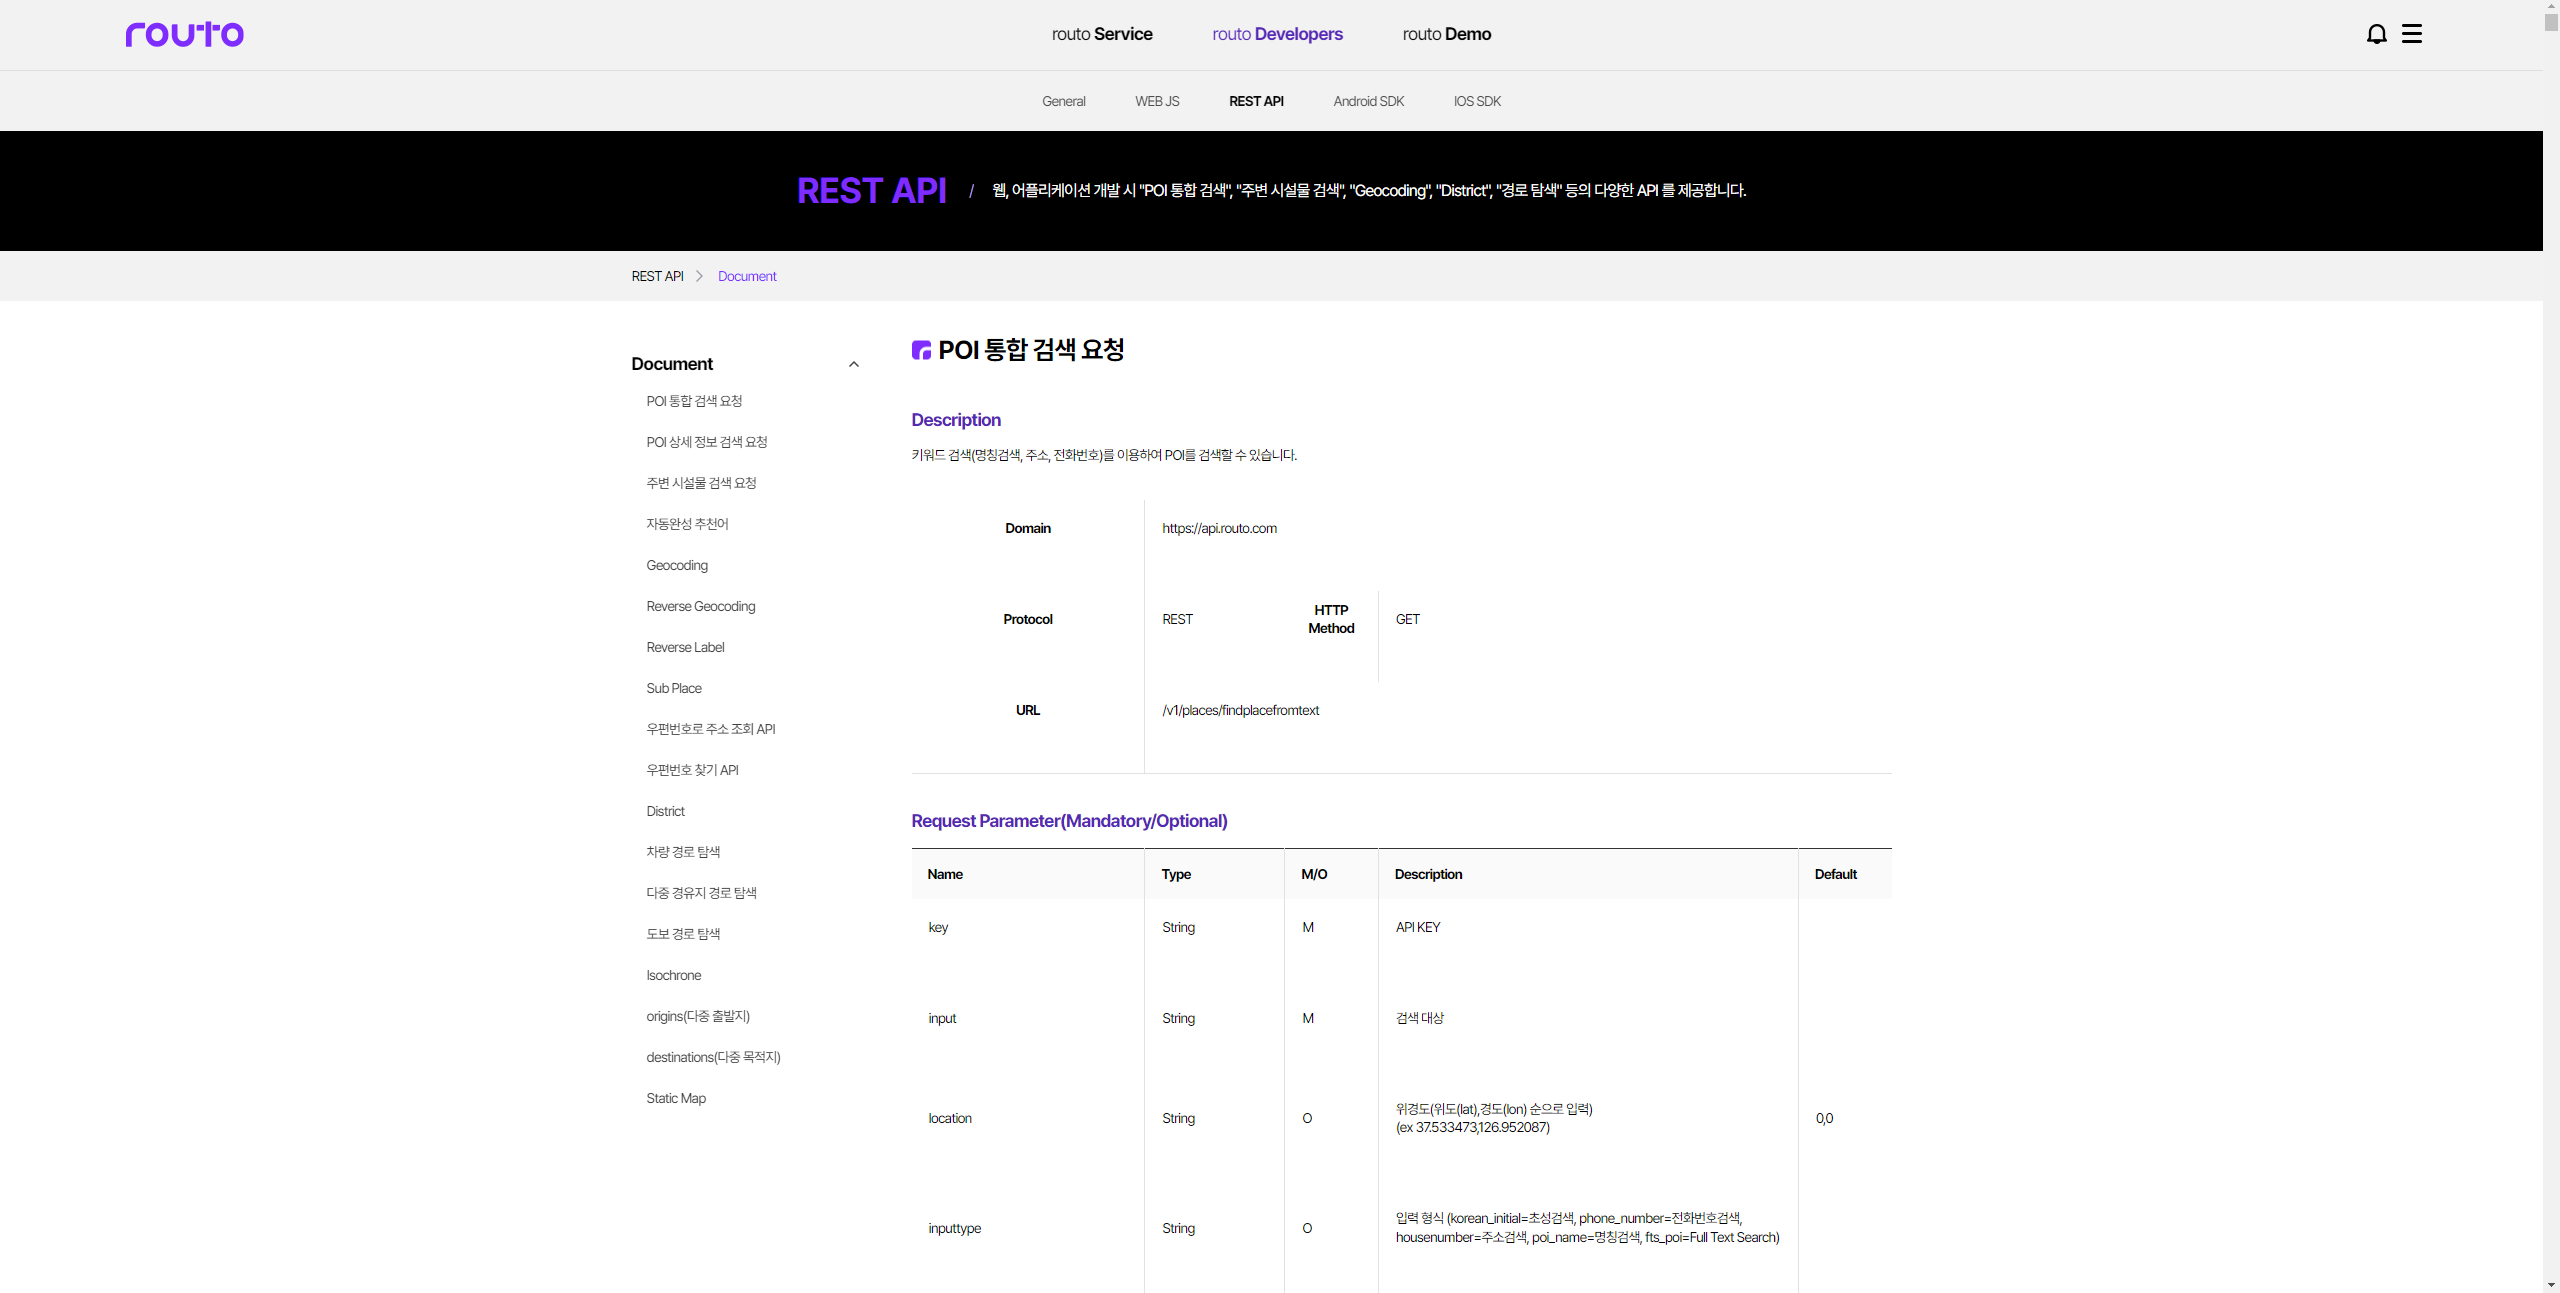 routo
routo Service
routo Developers
routo Demo
General
WEB JS
REST API
Android SDK
IOS SDK
REST API / 웹, 어플리케이션 개발 시 "POI 통합 검색", "주변 시설물 검색", "Geocoding", "District", "경로 탐색" 등의 다양한 API 를 제공합니다.
REST API > Document
Document
POI 통합 검색 요청
POI 상세 정보 검색 요청
주변 시설물 검색 요청
자동완성 추천어
Geocoding
Reverse Geocoding
Reverse Label
Sub Place
우편번호로 주소 조회 API
우편번호 찾기 API
District
차량 경로 탐색
다중 경유지 경로 탐색
도보 경로 탐색
Isochrone
origins(다중 출발지)
destinations(다중 목적지)
Static Map
POI 통합 검색 요청
Description
키워드 검색(명칭검색, 주소, 전화번호)를 이용하여 POI를 검색할 수 있습니다.
Domain
https://api.routo.com
Protocol
REST
HTTP
Method
GET
URL
/v1/places/findplacefromtext
Request Parameter(Mandatory/Optional)
Name Type M/O Description Default
key String M API KEY
input String M 검색 대상
location String O
위경도(위도(lat),경도(lon) 순으로 입력)
(ex 37.533473,126.952087)
0,0
inputtype String O
입력 형식 (korean_initial=초성검색, phone_number=전화번호검색,
housenumber=주소검색, poi_name=명칭검색, fts_poi=Full Text Search)